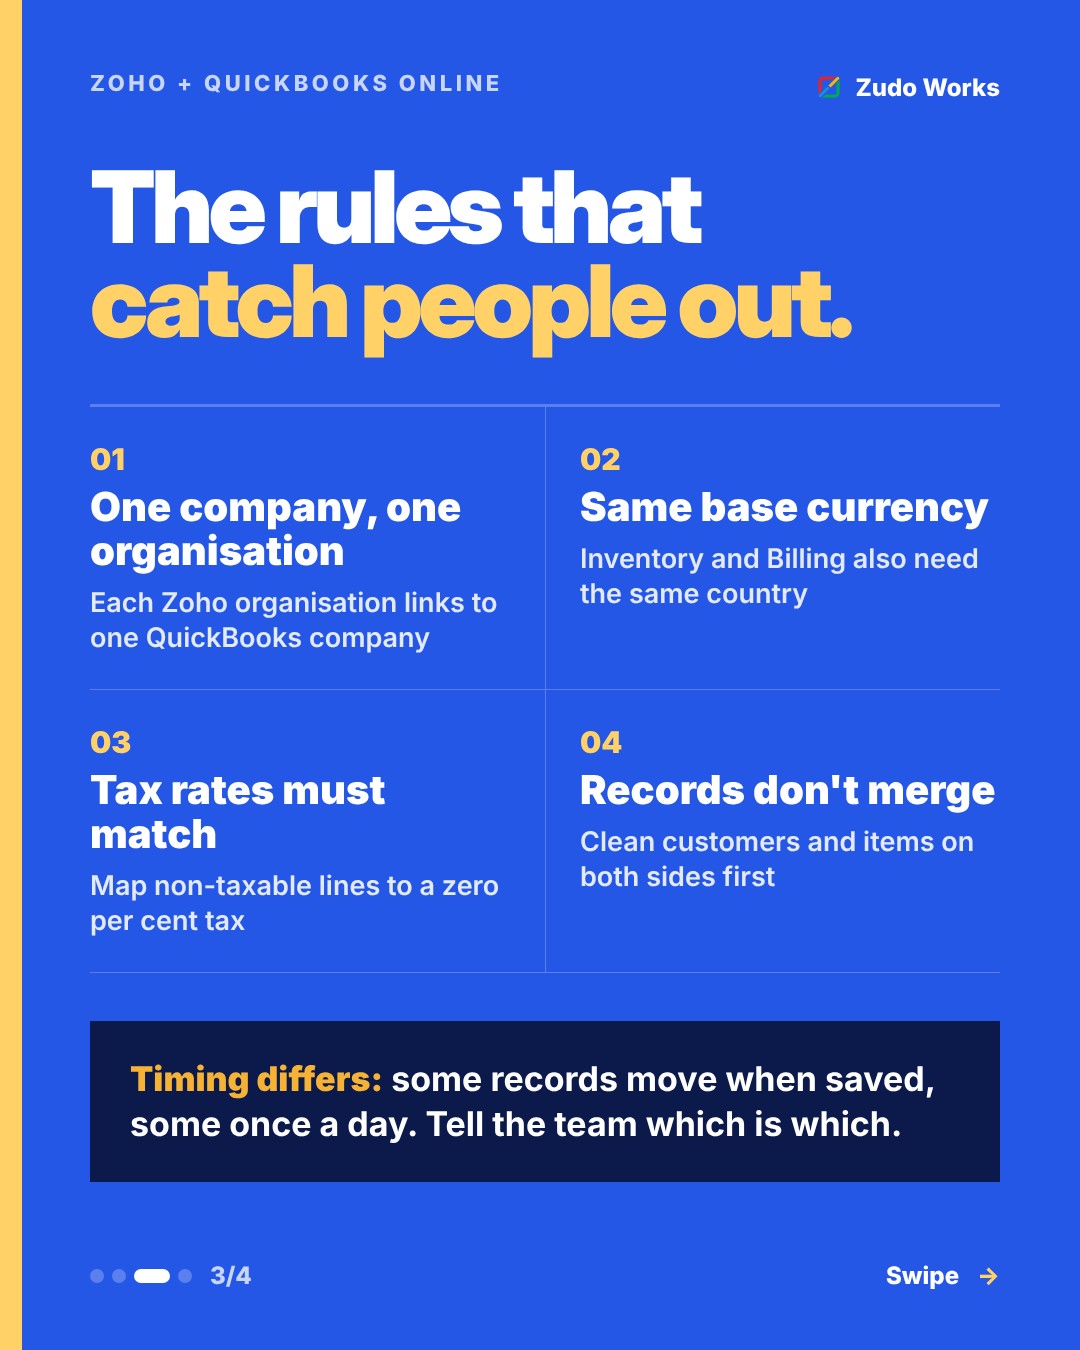 ZOHO + QUICKBOOKS ONLINE
Zudo Works
The rules that
catch people out.
01
One company, one
organisation
Each Zoho organisation links to
one QuickBooks company
02
Same base currency
Inventory and Billing also need
the same country
03
Tax rates must
match
Map non-taxable lines to a zero
per cent tax
04
Records don't merge
Clean customers and items on
both sides first
Timing differs: some records move when saved,
some once a day. Tell the team which is which.
3/4
Swipe →